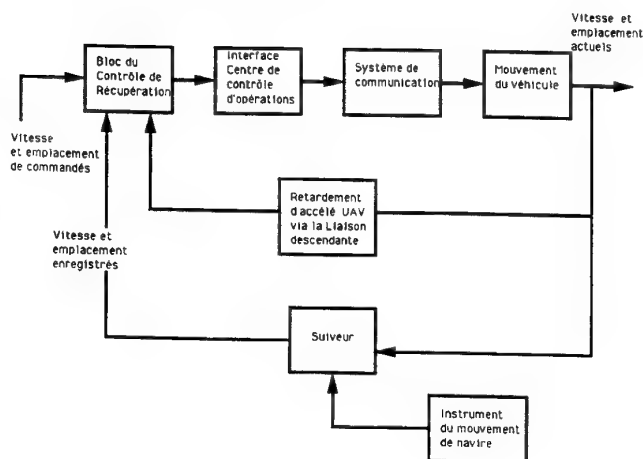 Vitesse et
emplacement
actuels
Bloc du
Contrôle de
Récupération
Interface
Centre de
contrôle
d'opérations
Système de
communication
Mouvement
du véhicule
Vitesse
et emplacement
de commandés
Retardement
d'accélé UAV
via la Liaison
descendante
Vitesse et
emplacement
enregistrés
Suiveur
Instrument
du mouvement
de navire